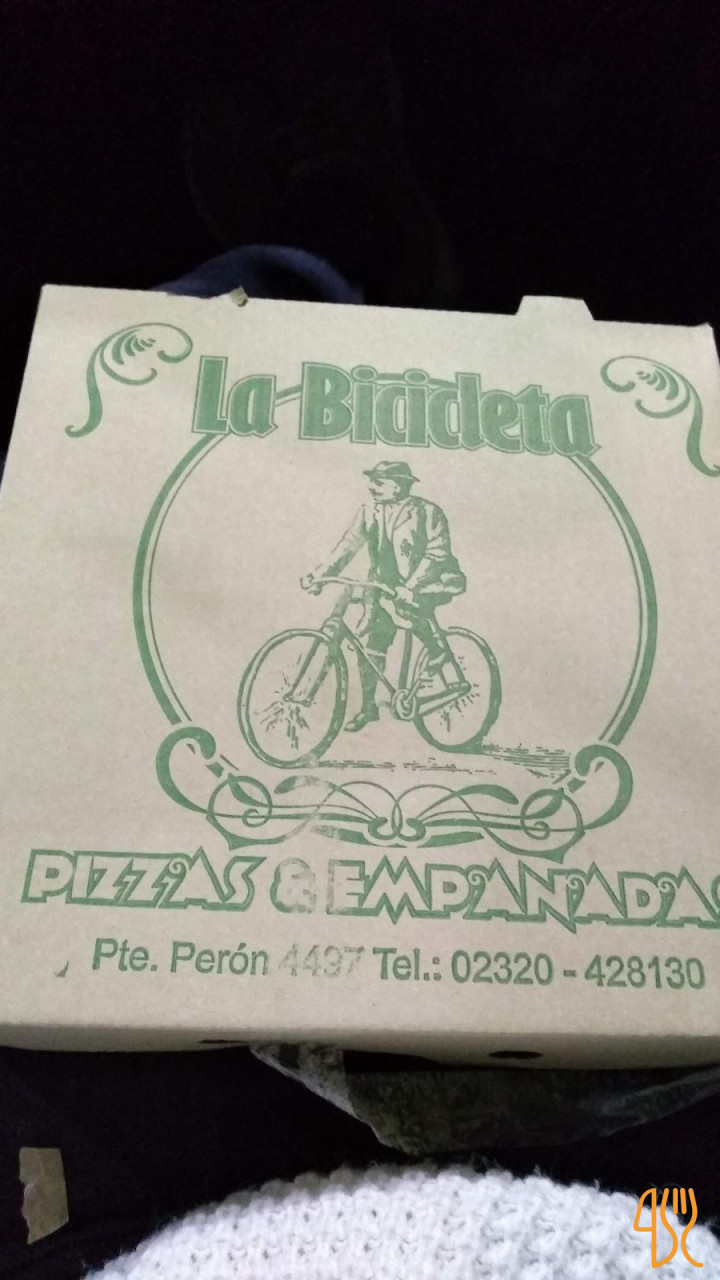 La Bicicleta
PIZZAS & EMPANADAS
Pte. Perón 4497 Tel.: 02320 - 428130